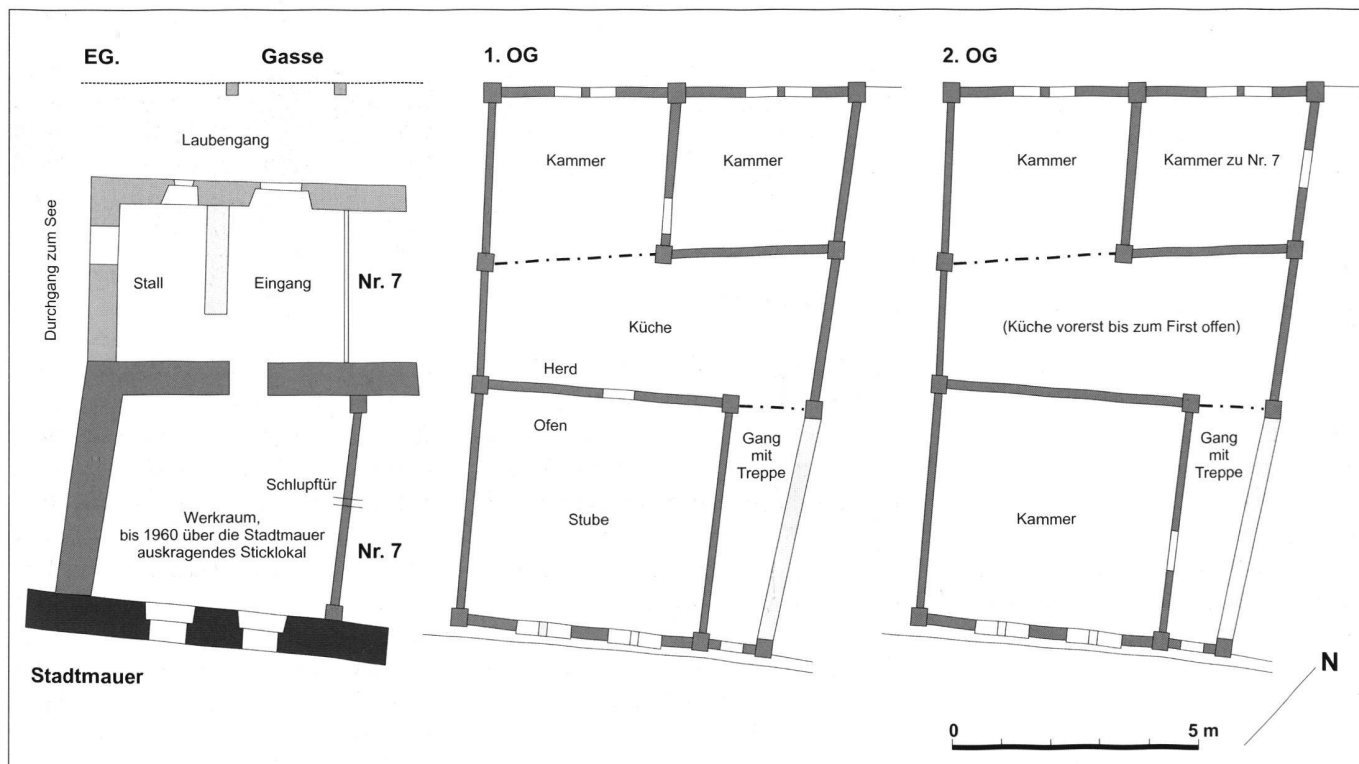 EG.
Gasse
Laubengang
Durchgang zum See
Stall
Eingang
Nr. 7
Schlupftür
Werkraum,
bis 1960 über die Stadtmauer
auskragendes Sticklokal
Nr. 7
Stadtmauer
1. OG
Kammer
Kammer
Küche
Herd
Ofen
Gang
mit
Treppe
Stube
2. OG
Kammer
Kammer zu Nr. 7
(Küche vorerst bis zum First offen)
Gang
mit
Treppe
Kammer
N
0
5 m